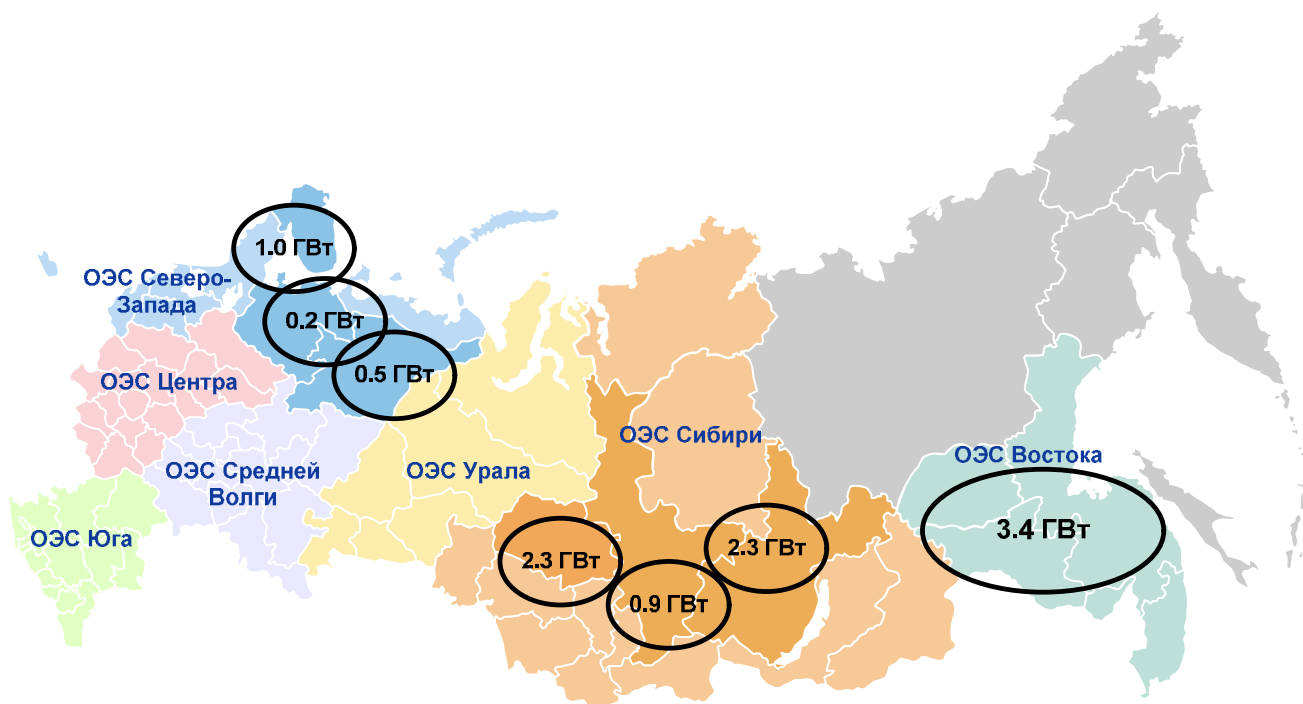 1.0 ГВт
ОЭС Северо-
Запада
0.2 ГВт
0.5 ГВт
ОЭС Центра
ОЭС Сибири
ОЭС Средней
Волги
ОЭС Урала
ОЭС Востока
ОЭС Юга
2.3 ГВт
0.9 ГВт
2.3 ГВт
3.4 ГВт